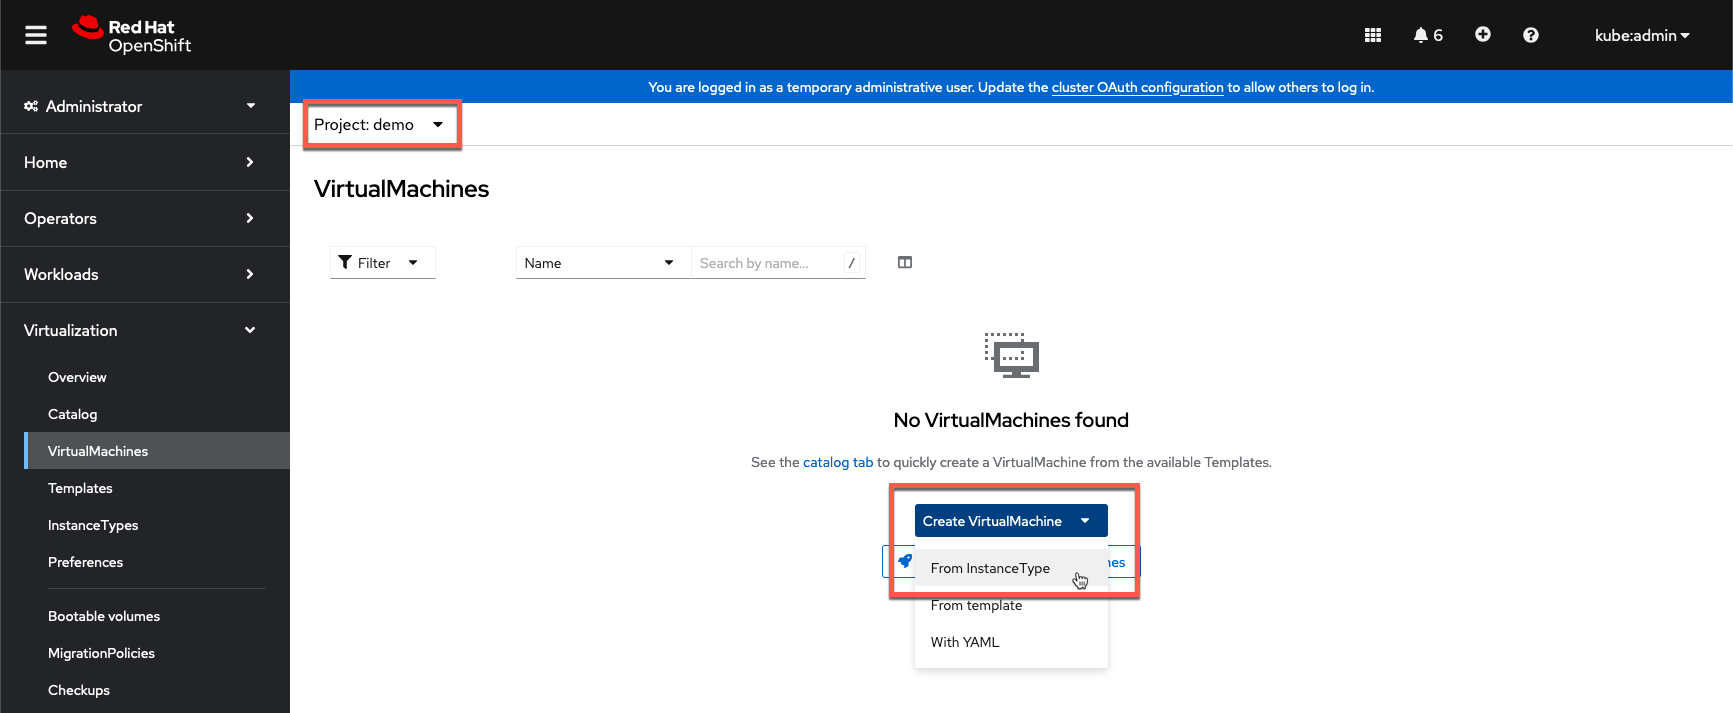 Red Hat
OpenShift
6
kube:admin
Administrator
Home
Operators
Workloads
Virtualization
Overview
Catalog
VirtualMachines
Templates
InstanceTypes
Preferences
Bootable volumes
MigrationPolicies
Checkups
You are logged in as a temporary administrative user. Update the cluster OAuth configuration to allow others to log in.
Project: demo
VirtualMachines
Filter
Name
Search by name...
/
No VirtualMachines found
See the catalog tab to quickly create a VirtualMachine from the available Templates.
Create VirtualMachine
From InstanceType
From template
With YAML